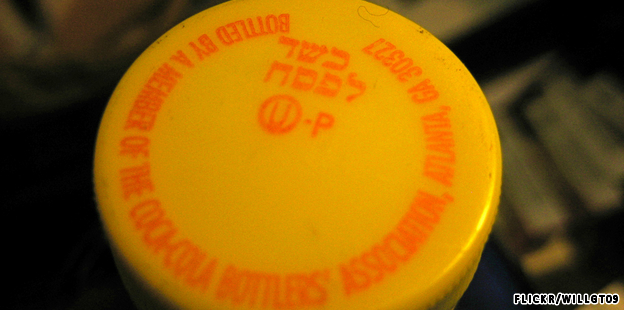 כשר
לפסח
U-P
BOTTLED BY A MEMBER OF THE COCA-COLA BOTTLERS' ASSOCIATION, ATLANTA, GA 30327
FLICKR/WILLGT09